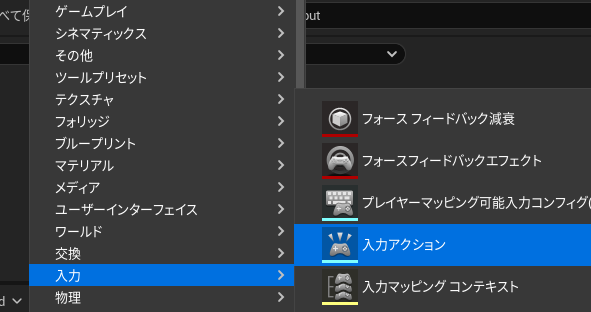 べて保
ゲームプレイ
シネマティックス
その他
ツールプリセット
テクスチャ
フォリッジ
ブループリント
マテリアル
メディア
ユーザーインターフェイス
ワールド
交換
入力
物理
put
フォース フィードバック減衰
フォースフィードバックエフェクト
プレイヤーマッピング可能入力コンフィグ(
入力アクション
入力マッピング コンテキスト
d